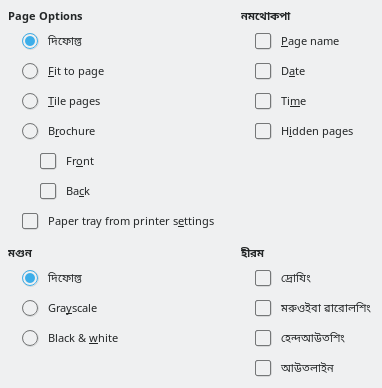 Page Options
দিফোল্ত
Fit to page
Tile pages
Brochure
Front
Back
Paper tray from printer settings
নমথোকপা
Page name
Date
Time
Hidden pages
মগুন
দিফোল্ত
Grayscale
Black & white
হীরম
দ্রোয়িং
মরুওইবা ৱারোলশিং
হেন্দআউতশিং
আউতলাইন